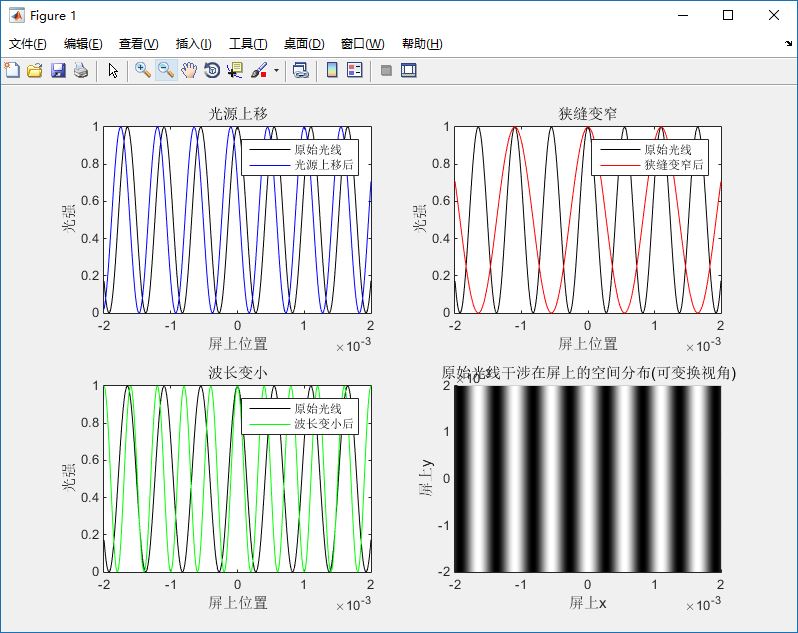 Figure 1
文件(F) 编辑(E) 查看(V) 插入(I) 工具(T) 桌面(D) 窗口(W) 帮助(H)
光源上移
光强
1
0.8
0.6
0.4
0.2
0
原始光线
光源上移后
-2 -1 0 1 2
屏上位置
×10-3
狭缝变窄
光强
1
0.8
0.6
0.4
0.2
0
原始光线
狭缝变窄后
-2 -1 0 1 2
屏上位置
×10-3
波长变小
光强
1
0.8
0.6
0.4
0.2
0
原始光线
波长变小后
-2 -1 0 1 2
屏上位置
×10-3
原始光线干涉在屏上的空间分布(可变换视角)
×10-3
屏上y
2
1
0
-1
-2
-2 -1 0 1 2
屏上x
×10-3